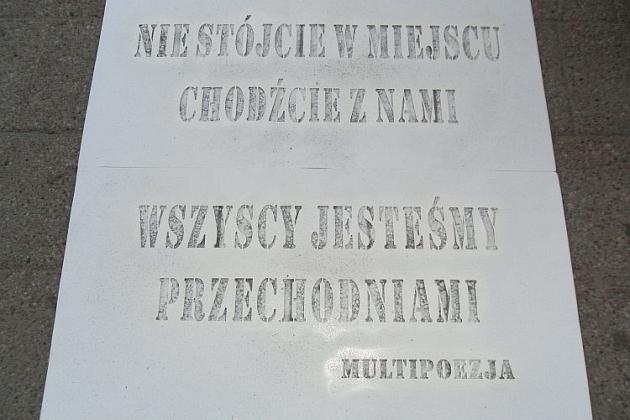 NIE STÓJCIE W MIEJSCU
CHODŹCIE Z NAMI
WSZYSCY JESTEŚMY
PRZECHODNIAMI
MULTIPOEZJA